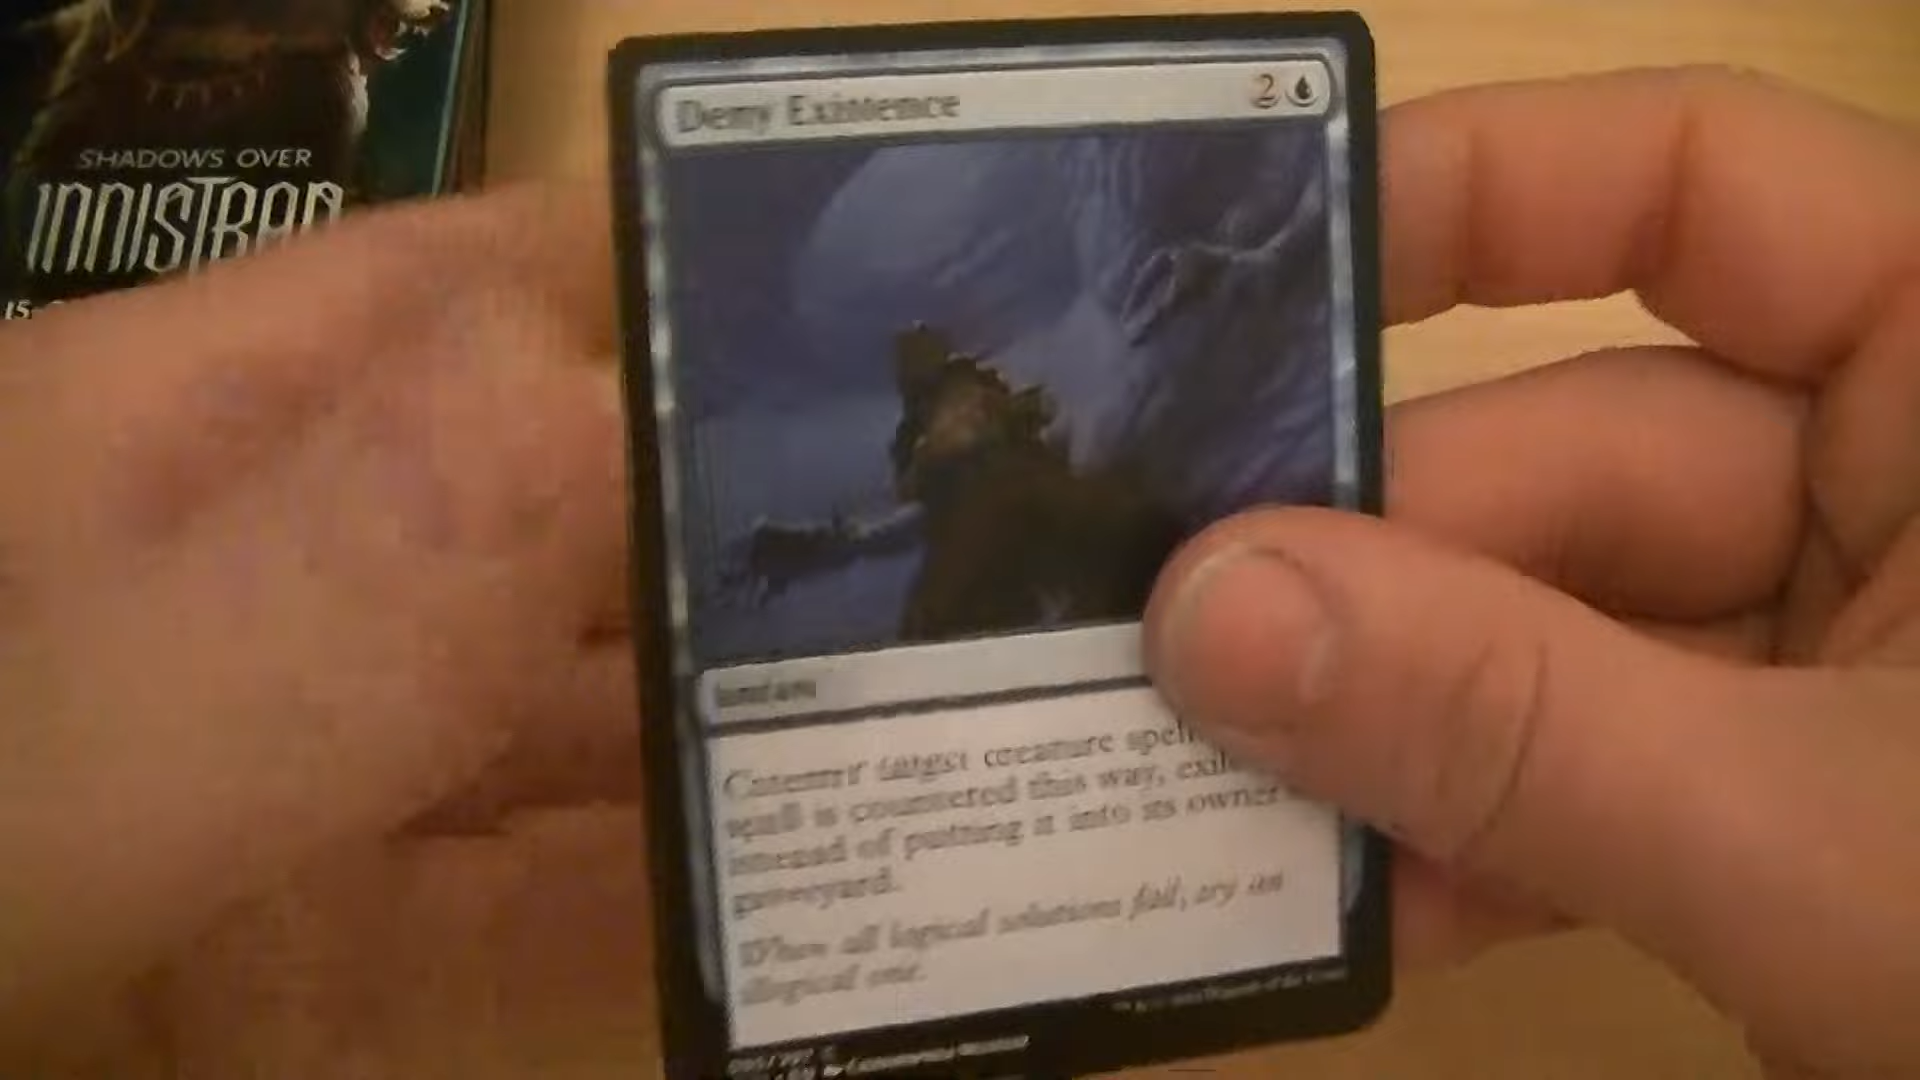 SHADOWS OVER
INNISTRAD
15
Deny Existence
2
Instant
Counter target creature spell
spell is countered this way, exile
instead of putting it into its owner
graveyard.
When all logical solutions fail, try an
illogical one.